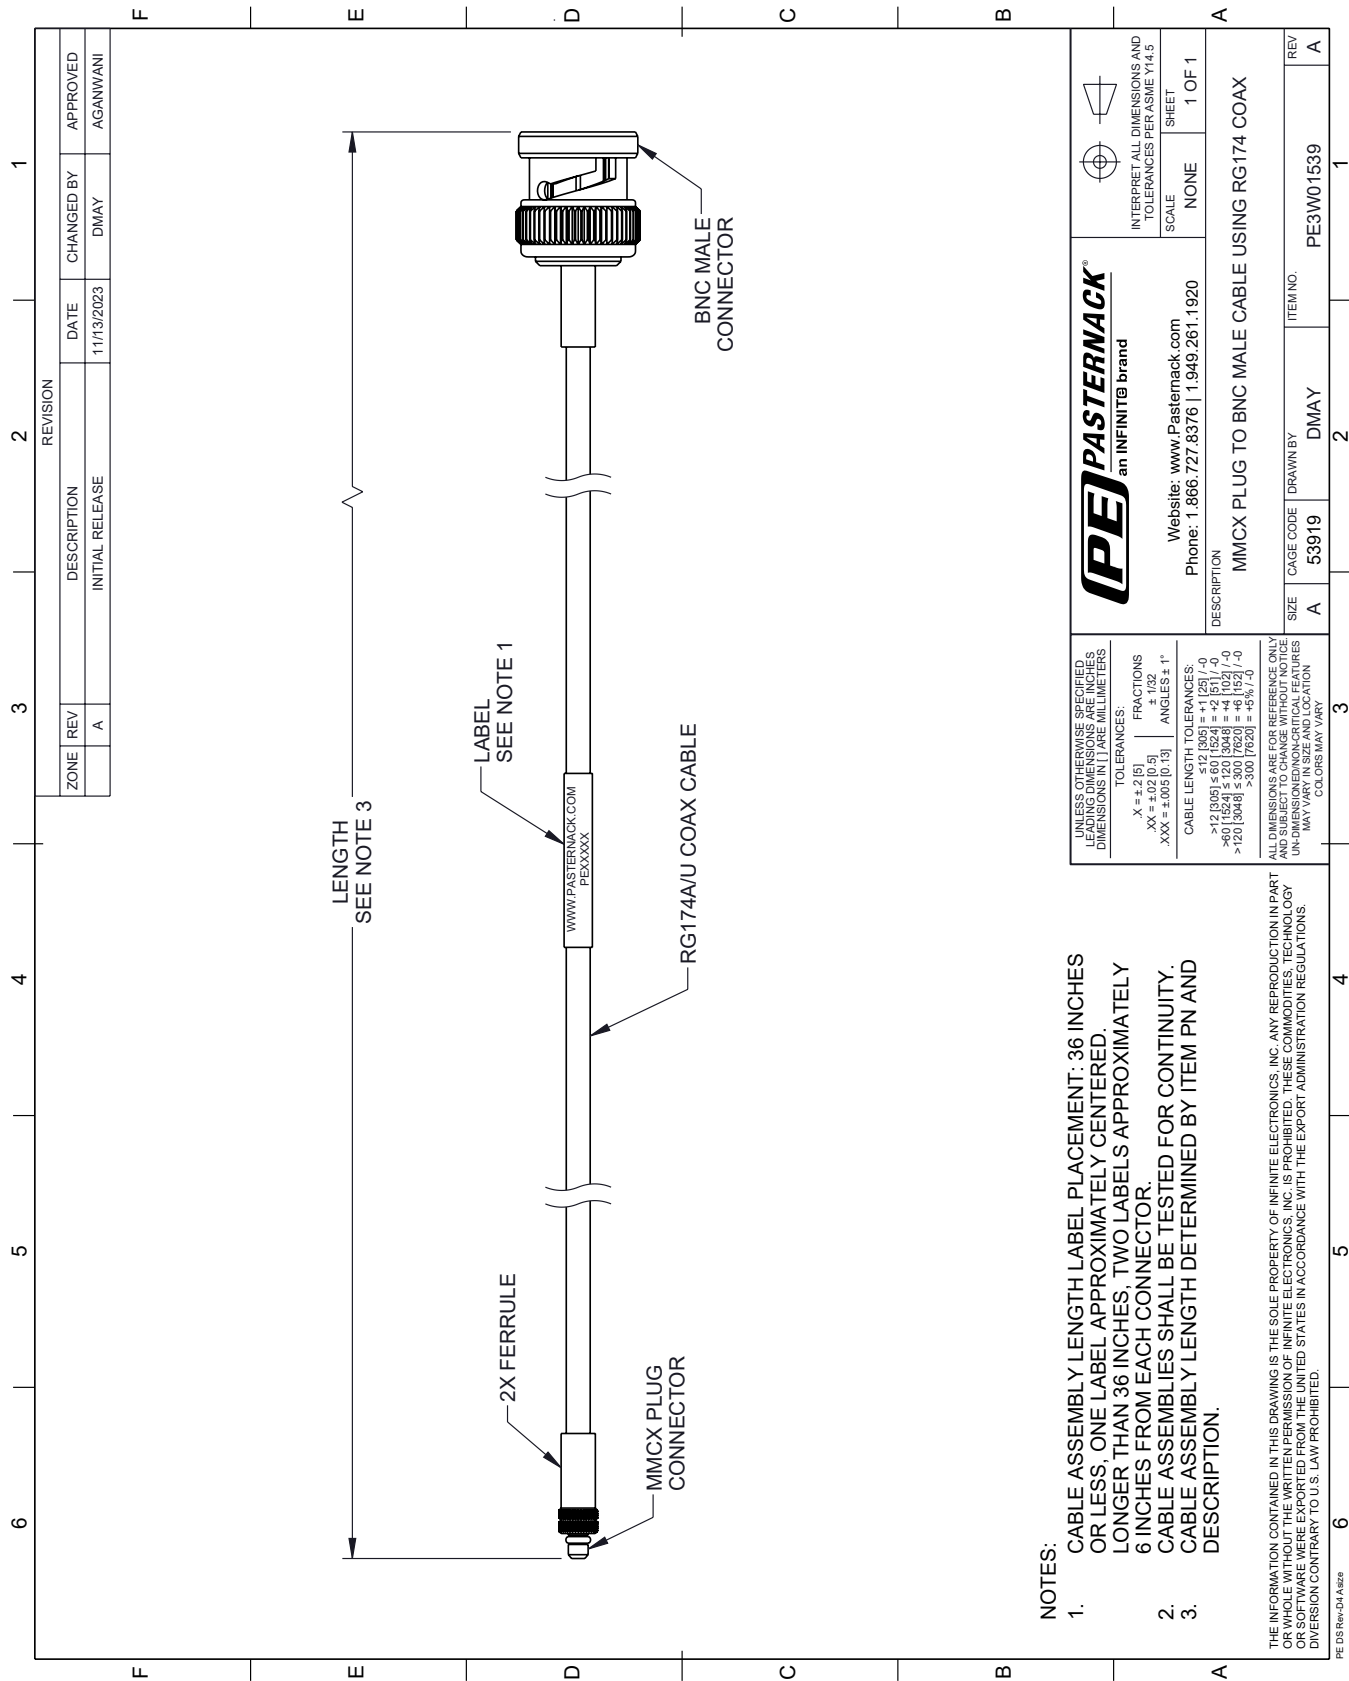 REVISION
ZONE REV DESCRIPTION DATE CHANGED BY APPROVED
A INITIAL RELEASE 11/13/2023 DMAY AGANWANI
6 5 4 3 2 1
F
E
D
C
B
A
LENGTH
SEE NOTE 3
2X FERRULE
LABEL
SEE NOTE 1
WWW.PASTERNACK.COM
PEXXXXX
MMCX PLUG
CONNECTOR
RG174A/U COAX CABLE
BNC MALE
CONNECTOR
NOTES:
1. CABLE ASSEMBLY LENGTH LABEL PLACEMENT: 36 INCHES
OR LESS, ONE LABEL APPROXIMATELY CENTERED.
LONGER THAN 36 INCHES, TWO LABELS APPROXIMATELY
6 INCHES FROM EACH CONNECTOR.
2. CABLE ASSEMBLIES SHALL BE TESTED FOR CONTINUITY.
3. CABLE ASSEMBLY LENGTH DETERMINED BY ITEM PN AND
DESCRIPTION.
THE INFORMATION CONTAINED IN THIS DRAWING IS THE SOLE PROPERTY OF INFINITE ELECTRONICS, INC. ANY REPRODUCTION IN PART
OR WHOLE WITHOUT THE WRITTEN PERMISSION OF INFINITE ELECTRONICS, INC. IS PROHIBITED. THESE COMMODITIES, TECHNOLOGY
OR SOFTWARE WERE EXPORTED FROM THE UNITED STATES IN ACCORDANCE WITH THE EXPORT ADMINISTRATION REGULATIONS.
DIVERSION CONTRARY TO U.S. LAW PROHIBITED.
UNLESS OTHERWISE SPECIFIED
LEADING DIMENSIONS ARE INCHES
DIMENSIONS IN [ ] ARE MILLIMETERS
TOLERANCES:
.X = ±.2 [5] FRACTIONS
.XX = ±.02 [0.5] ± 1/32
.XXX = ±.005 [0.13] ANGLES ± 1°
CABLE LENGTH TOLERANCES:
≤12 [305] = +1 [25] / -0
>12 [305] ≤ 60 [1524] = +2 [51] / -0
>60 [1524] ≤ 120 [3048] = +4 [102] / -0
>120 [3048] ≤ 300 [7620] = +6 [152] / -0
>300 [7620] = +5% / -0
ALL DIMENSIONS ARE FOR REFERENCE ONLY
AND SUBJECT TO CHANGE WITHOUT NOTICE.
UN-DIMENSIONED/NON-CRITICAL FEATURES
MAY VARY IN SIZE AND LOCATION
COLORS MAY VARY
PE PASTERNACK®
an INFINITE brand
Website: www.Pasternack.com
Phone: 1.866.727.8376 | 1.949.261.1920
INTERPRET ALL DIMENSIONS AND
TOLERANCES PER ASME Y14.5
SCALE SHEET
NONE 1 OF 1
DESCRIPTION
MMCX PLUG TO BNC MALE CABLE USING RG174 COAX
SIZE CAGE CODE DRAWN BY ITEM NO. REV
A 53919 DMAY PE3W01539 A
F
E
D
C
B
A
6 5 4 3 2 1
PE DS Rev-D4 A size